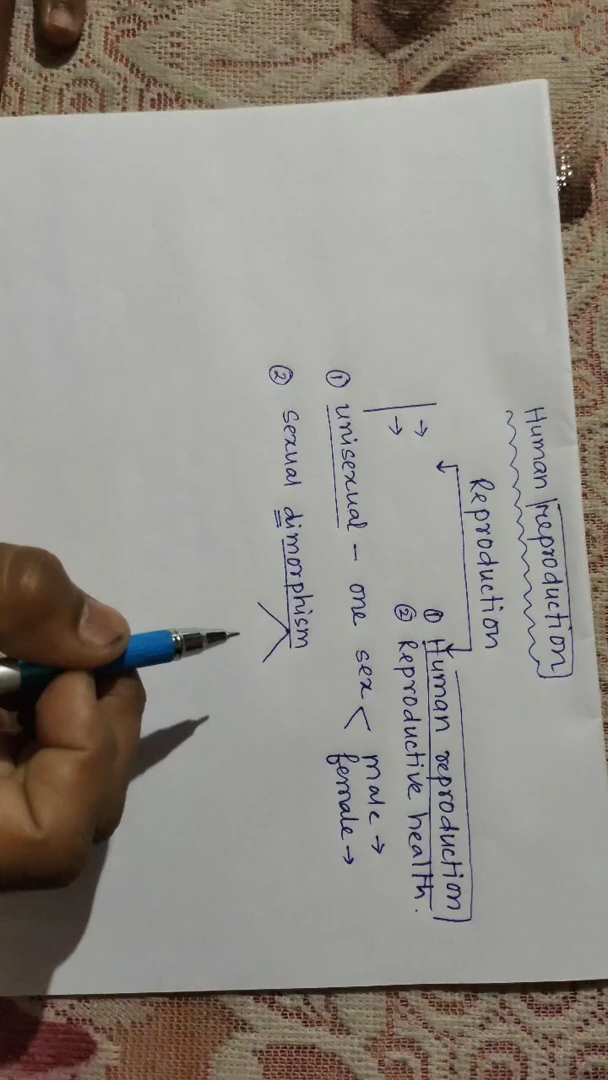 Human reproduction
Reproduction
① Human reproduction
② Reproductive health.
① unisexual - one sex < male →
female →
② sexual dimorphism